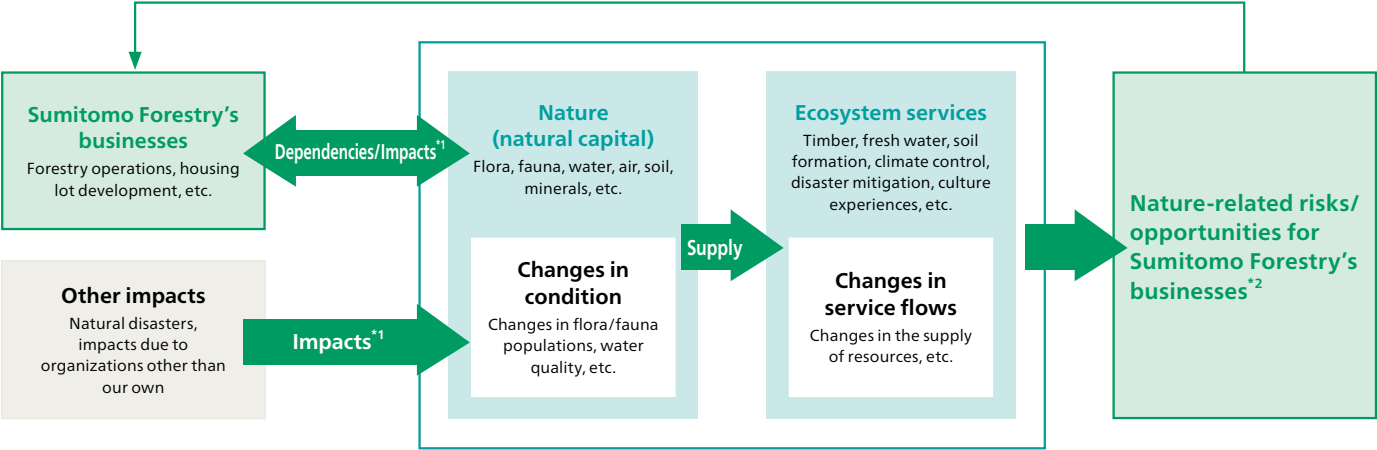 Sumitomo Forestry's
businesses
Forestry operations, housing
lot development, etc.
Dependencies/Impacts*1
Nature
(natural capital)
Flora, fauna, water, air, soil,
minerals, etc.
Ecosystem services
Timber, fresh water, soil
formation, climate control,
disaster mitigation, culture
experiences, etc.
Other impacts
Natural disasters,
impacts due to
organizations other than
our own
Impacts*1
Changes in
condition
Changes in flora/fauna
populations, water
quality, etc.
Supply
Changes in
service flows
Changes in the supply
of resources, etc.
Nature-related risks/
opportunities for
Sumitomo Forestry's
businesses*2